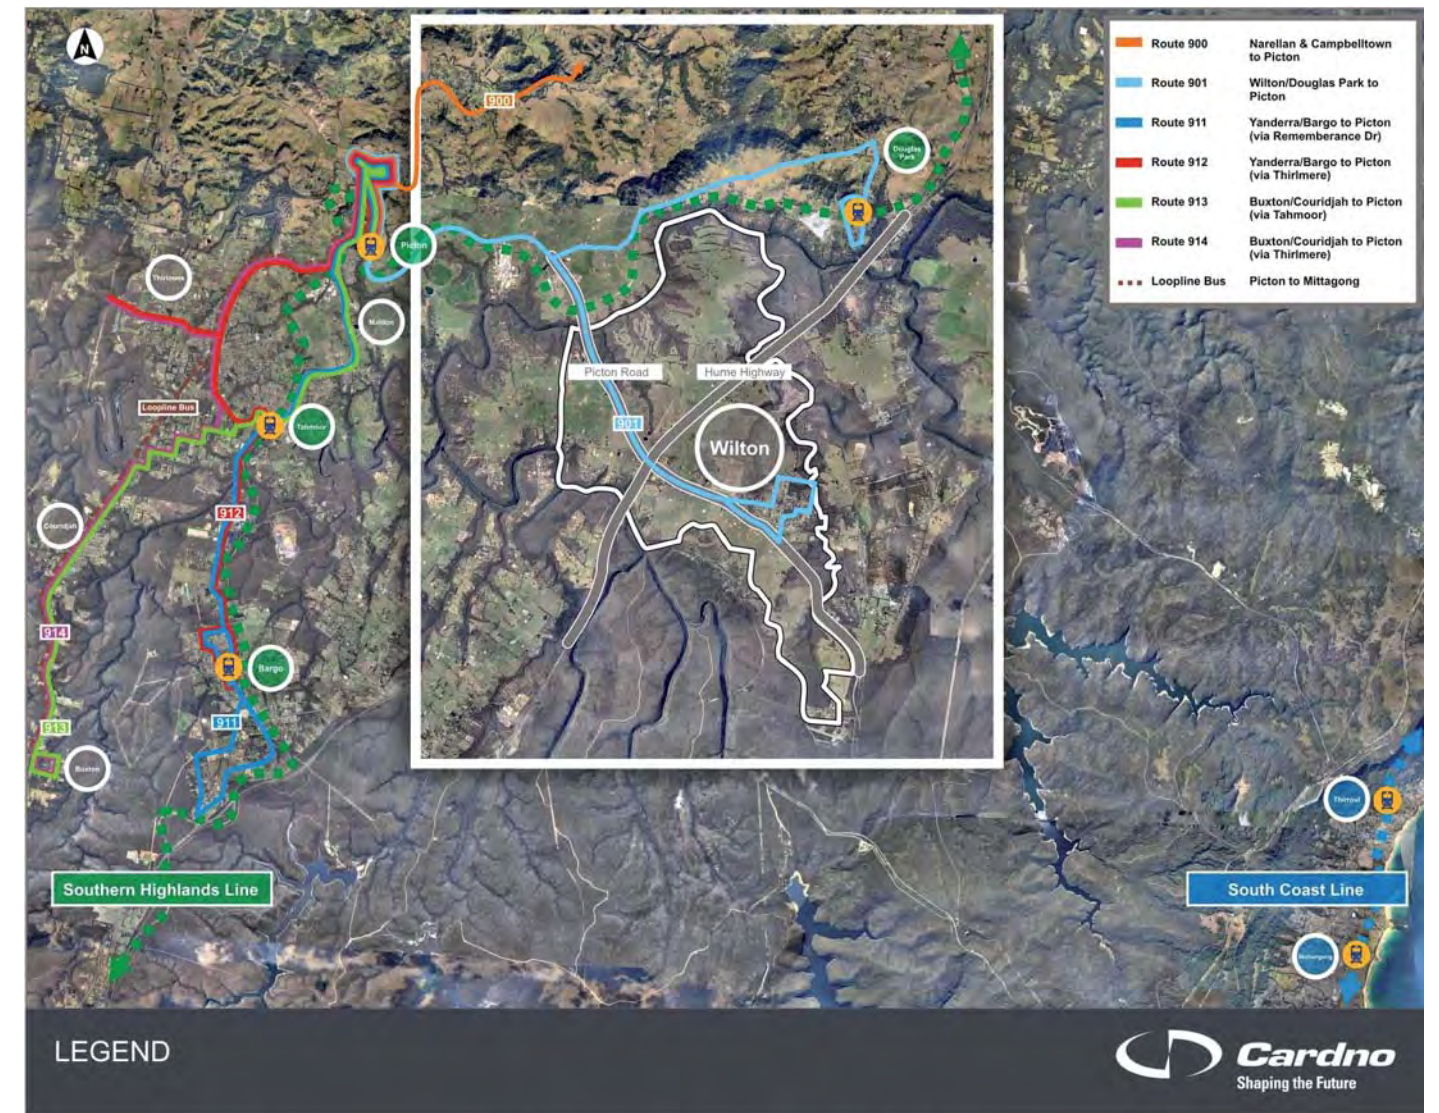 N
900
Douglas
Park
Picton
Thirlmere
Maldon
Picton Road
Hume Highway
901
Wilton
Loopline Bus
Tahmoor
Couridjah
912
914
Bargo
911
913
Buxton
Route 900 Narellan & Campbelltown
to Picton
Route 901 Wilton/Douglas Park to
Picton
Route 911 Yanderra/Bargo to Picton
(via Rememberance Dr)
Route 912 Yanderra/Bargo to Picton
(via Thirlmere)
Route 913 Buxton/Couridjah to Picton
(via Tahmoor)
Route 914 Buxton/Couridjah to Picton
(via Thirlmere)
Loopline Bus Picton to Mittagong
Southern Highlands Line
South Coast Line
LEGEND
Cardno
Shaping the Future